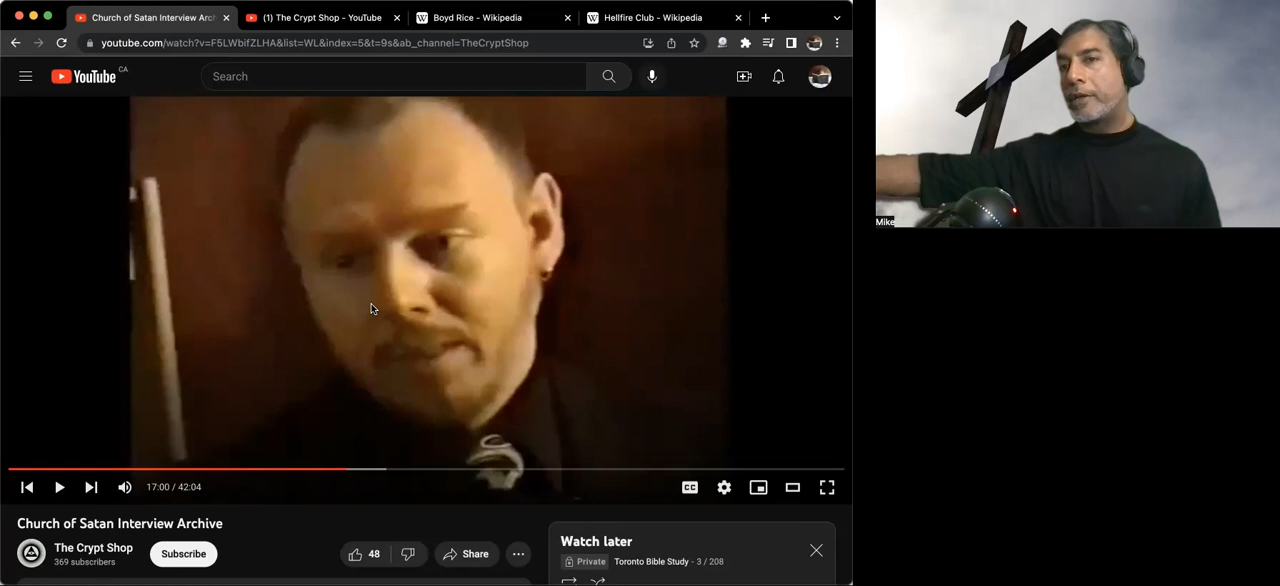 Church of Satan Interview Arch
(1) The Crypt Shop - YouTube
Boyd Rice - Wikipedia
Hellfire Club - Wikipedia
youtube.com/watch?v=F5LWbifZLHA&list=WL&index=5&t=9s&ab_channel=TheCryptShop
YouTube CA
Search
Mike
CC
17:00 / 42:04
Church of Satan Interview Archive
The Crypt Shop
369 subscribers
Subscribe
48
Share
Watch later
Private
Toronto Bible Study - 3 / 208